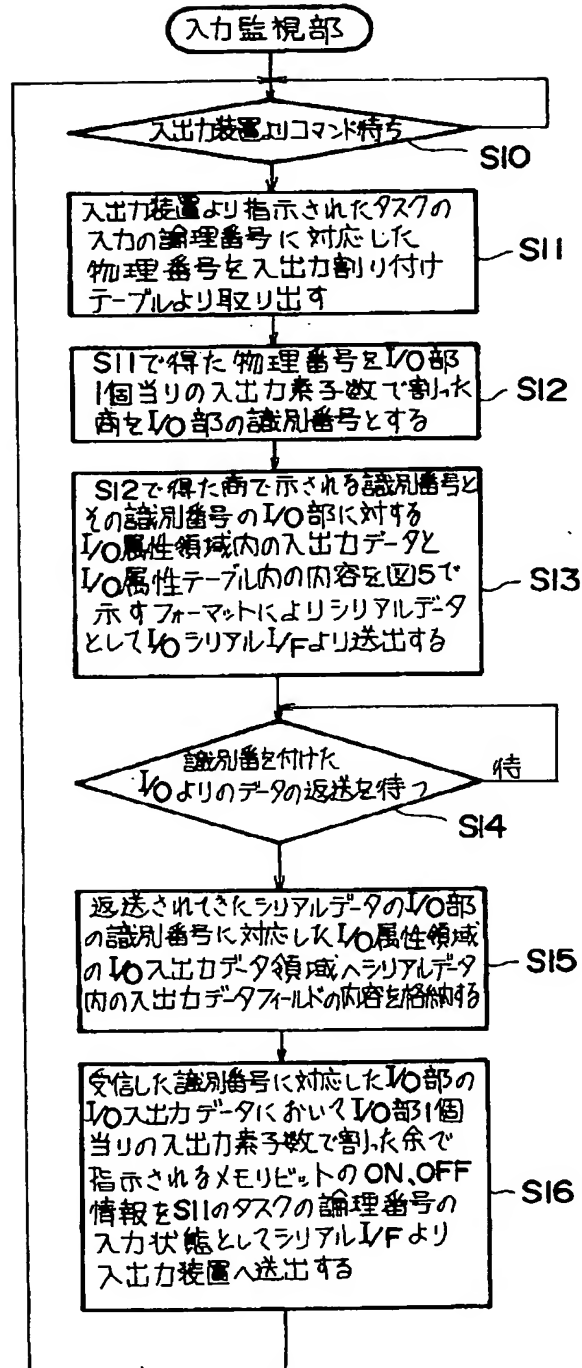 入力監視部
入出力装置よりコマンド待ち
S10
入出力装置より指示されたタスクの
入力の論理番号に対応した
物理番号を入出力割り付け
テーブルより取り出す
S11
S11で得た物理番号をI/O部
1個当りの入出力素子数で割った
商をI/O部の識別番号とする
S12
S12で得た商で示される識別番号と
その識別番号のI/O部に対する
I/O属性領域内の入出力データと
I/O属性テーブル内の内容を図5で
示すフォーマットによりシリアルデータ
としてI/OシリアルI/Fより送出する
S13
識別番を付けた
I/Oよりのデータの返送を待つ
待
S14
返送されてきたシリアルデータのI/O部
の識別番号に対応したI/O属性領域
のI/O入出力データ領域へシリアルデータ
内の入出力データフィールドの内容を格納する
S15
受信した識別番号に対応したI/O部の
I/O入出力データにおいてI/O部1個
当りの入出力素子数で割った余で
指示されるメモリビットのON、OFF
情報をS11のタスクの論理番号の
入力状態としてシリアルI/Fより
入出力装置へ送出する
S16